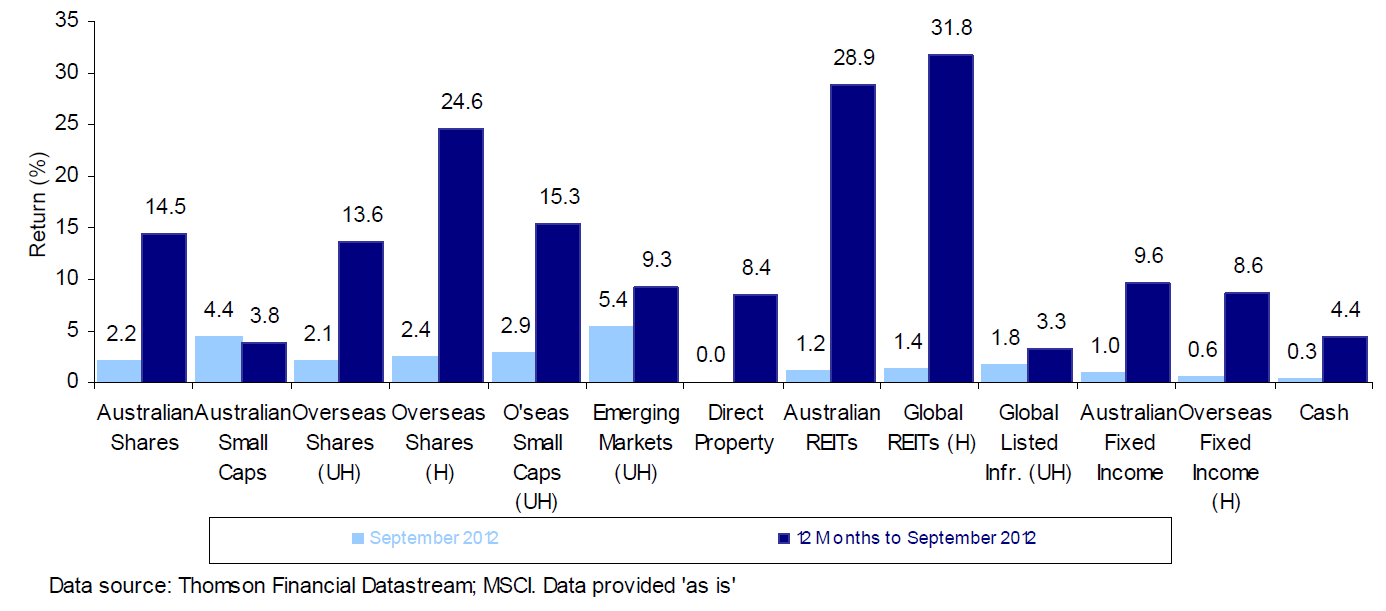 35
30
25
20
15
10
5
0
Return (%)
2.2
14.5
4.4
3.8
2.1
13.6
2.4
24.6
2.9
15.3
5.4
9.3
0.0
8.4
1.2
28.9
1.4
31.8
1.8
3.3
1.0
9.6
0.6
8.6
0.3
4.4
Australian
Shares
Australian
Small
Caps
Overseas
Shares
(UH)
Overseas
Shares
(H)
O'seas
Small
Caps
(UH)
Emerging
Markets
(UH)
Direct
Property
Australian
REITs
Global
REITs (H)
Global
Listed
Infr. (UH)
Australian
Fixed
Income
Overseas
Fixed
Income
(H)
Cash
September 2012
12 Months to September 2012
Data source: Thomson Financial Datastream; MSCI. Data provided 'as is'